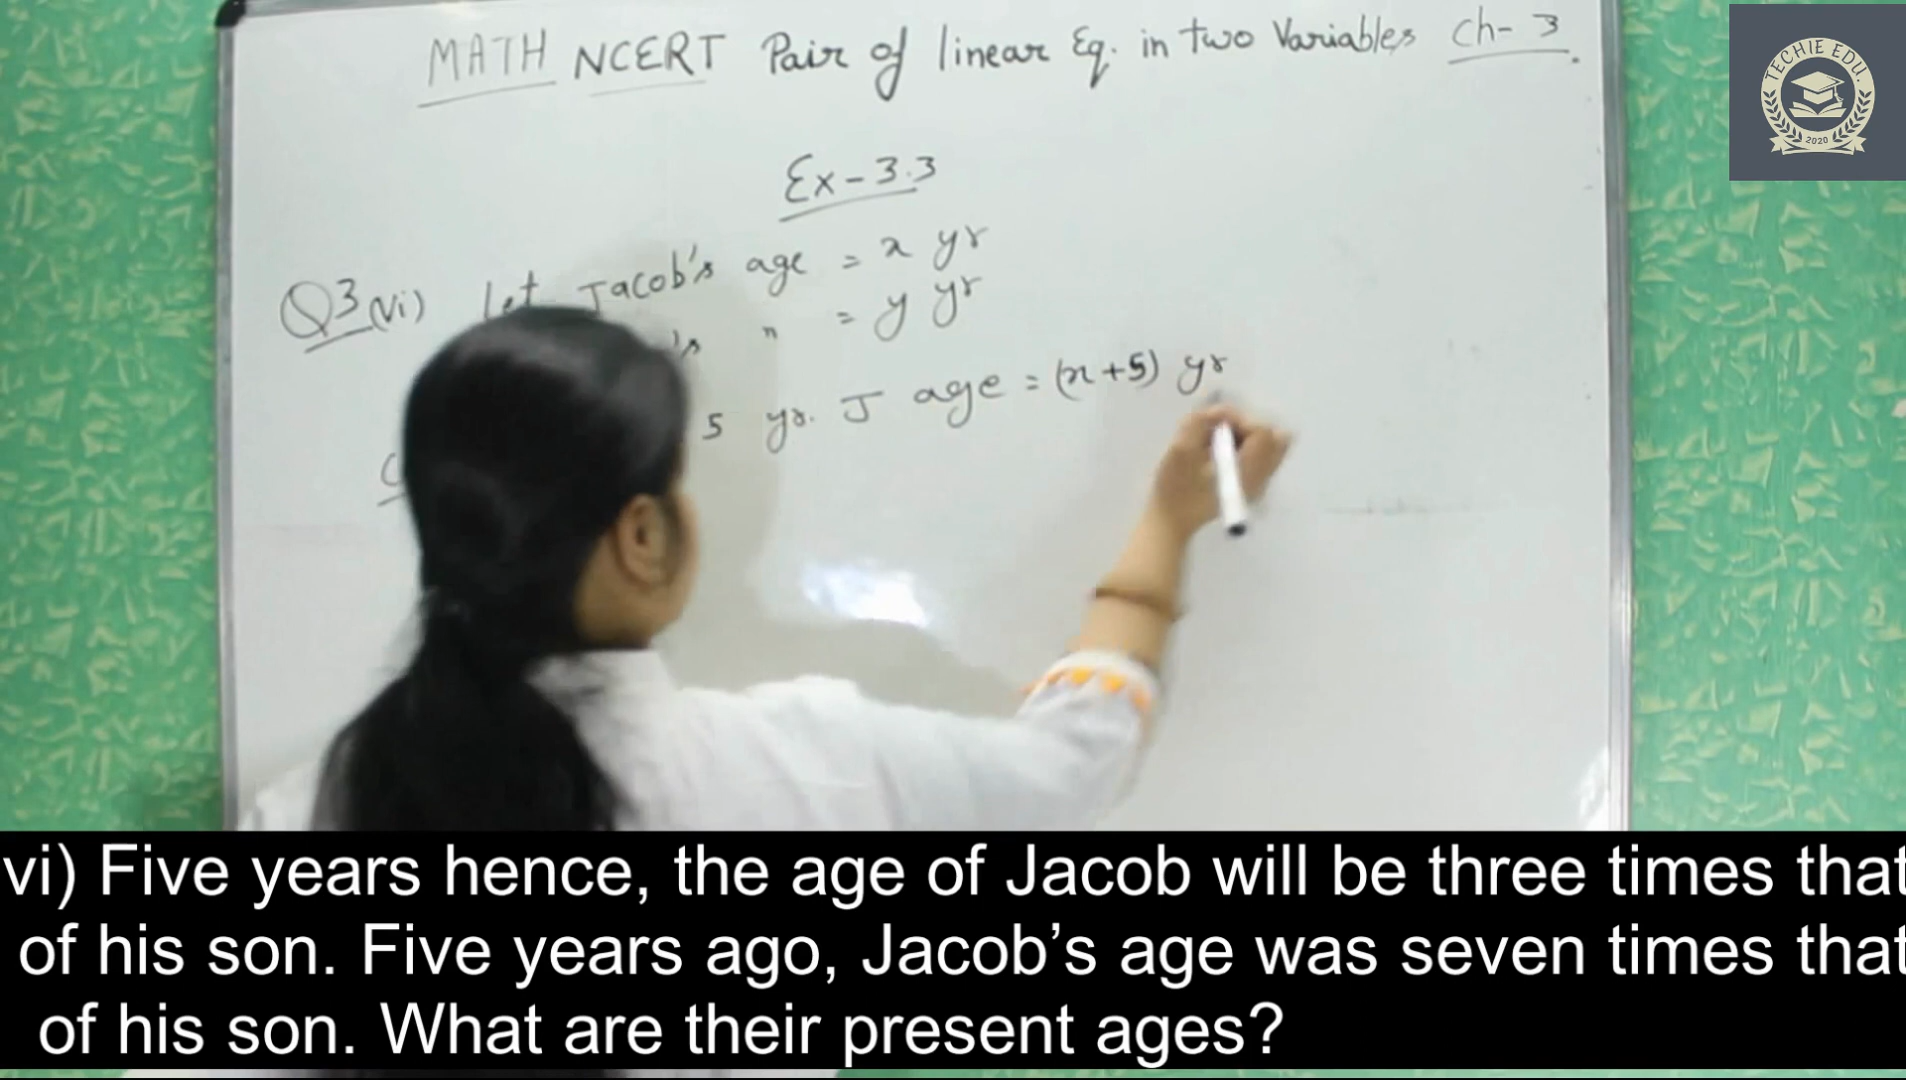 MATH NCERT Pair of linear Eq. in two Variables Ch- 3.
TECHIE EDU.
2020
Ex-3.3
Q3(vi) Let Jacob's age = x yr
's " = y yr
5 yr. J age = (x+5) yr
vi) Five years hence, the age of Jacob will be three times that
of his son. Five years ago, Jacob’s age was seven times that
of his son. What are their present ages?